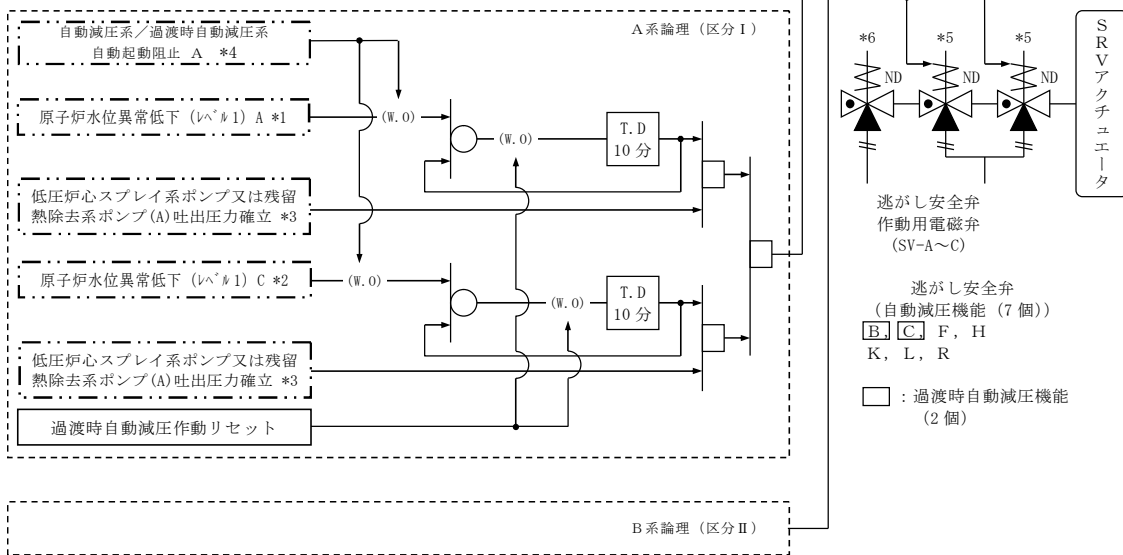 A系論理（区分Ⅰ）
自動減圧系／過渡時自動減圧系
自動起動阻止 A *4
原子炉水位異常低下（ﾚﾍﾞﾙ1）A *1
(W.O)
(W.O)
T.D
10 分
低圧炉心スプレイ系ポンプ又は残留
熱除去系ポンプ(A)吐出圧力確立 *3
原子炉水位異常低下（ﾚﾍﾞﾙ1）C *2
(W.O)
(W.O)
T.D
10 分
低圧炉心スプレイ系ポンプ又は残留
熱除去系ポンプ(A)吐出圧力確立 *3
過渡時自動減圧作動リセット
B系論理（区分Ⅱ）
*6
*5
*5
ND
ND
ND
SRVアクチュエータ
逃がし安全弁
作動用電磁弁
(SV-A～C)
逃がし安全弁
(自動減圧機能（7 個）)
B, C, F, H
K, L, R
：過渡時自動減圧機能
（2 個）